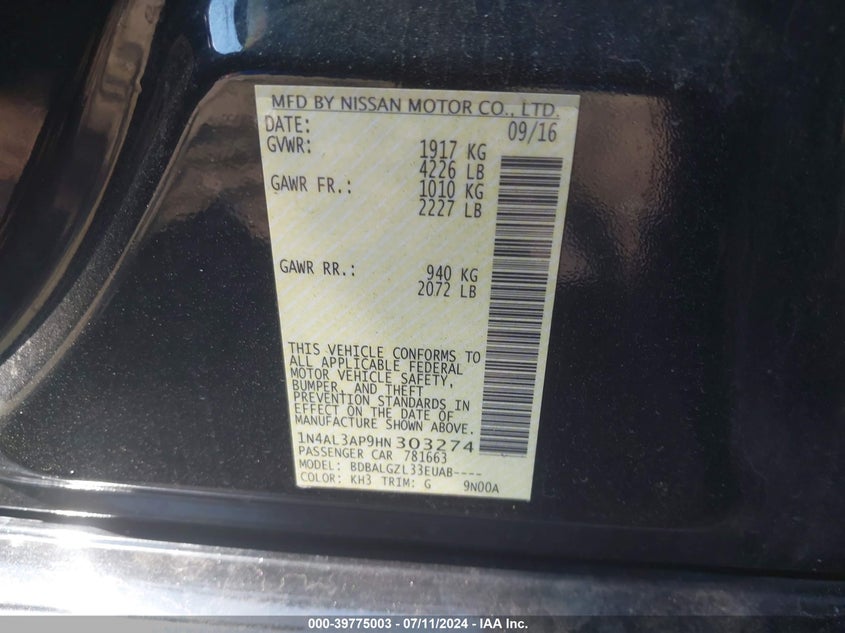 MFD BY NISSAN MOTOR CO., LTD.
DATE: 09/16
GVWR: 1917 KG
4226 LB
GAWR FR.: 1010 KG
2227 LB
GAWR RR.: 940 KG
2072 LB
THIS VEHICLE CONFORMS TO
ALL APPLICABLE FEDERAL
MOTOR VEHICLE SAFETY,
BUMPER, AND THEFT
PREVENTION STANDARDS IN
EFFECT ON THE DATE OF
MANUFACTURE SHOWN ABOVE.
1N4AL3AP9HN 303274
PASSENGER CAR 781663
MODEL: BDBALGZL33EUAB----
COLOR: KH3 TRIM: G 9N00A
000-39775003 - 07/11/2024 - IAA Inc.